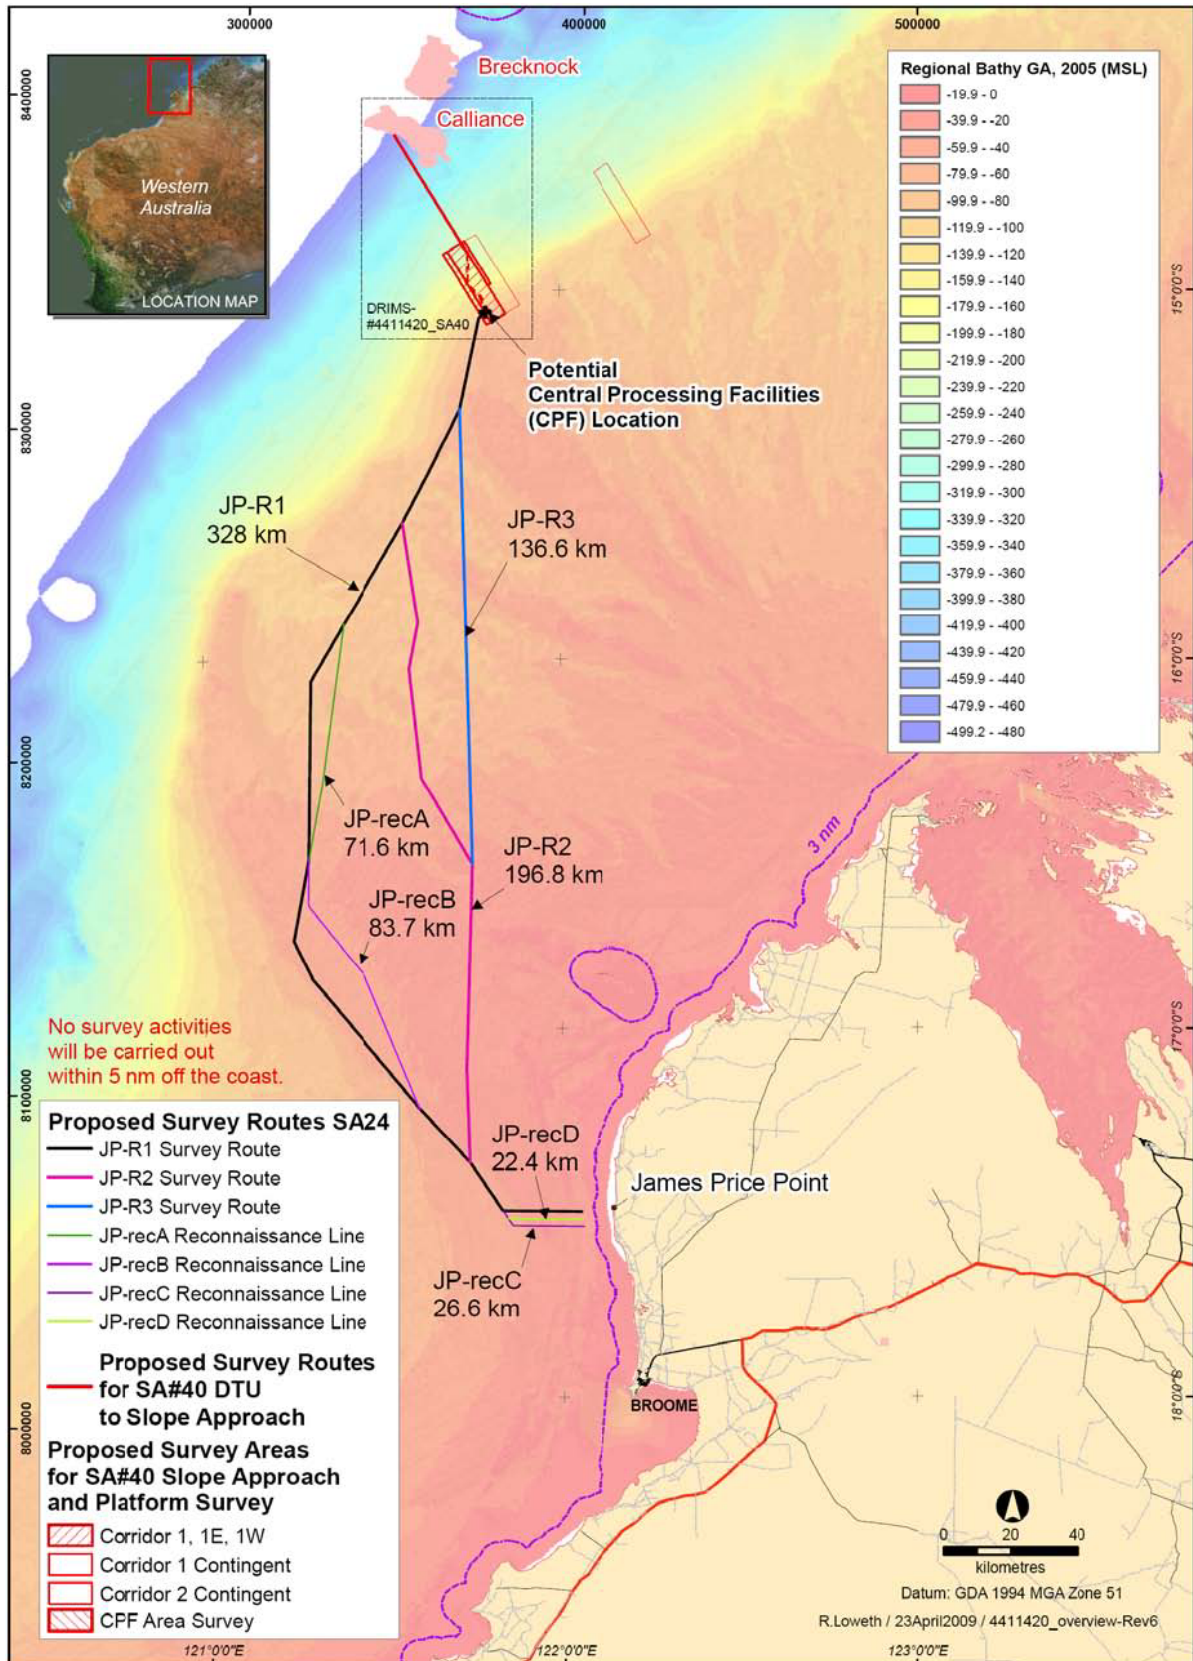 300000
400000
500000
8400000
8300000
8200000
8100000
8000000
Western
Australia
LOCATION MAP
Brecknock
Calliance
DRIMS-
#4411420_SA40
Potential
Central Processing Facilities
(CPF) Location
Regional Bathy GA, 2005 (MSL)
-19.9 - 0
-39.9 - -20
-59.9 - -40
-79.9 - -60
-99.9 - -80
-119.9 - -100
-139.9 - -120
-159.9 - -140
-179.9 - -160
-199.9 - -180
-219.9 - -200
-239.9 - -220
-259.9 - -240
-279.9 - -260
-299.9 - -280
-319.9 - -300
-339.9 - -320
-359.9 - -340
-379.9 - -360
-399.9 - -380
-419.9 - -400
-439.9 - -420
-459.9 - -440
-479.9 - -460
-499.2 - -480
15°0'0"S
16°0'0"S
17°0'0"S
18°0'0"S
JP-R1
328 km
JP-R3
136.6 km
JP-recA
71.6 km
JP-R2
196.8 km
JP-recB
83.7 km
3 nm
No survey activities
will be carried out
within 5 nm off the coast.
JP-recD
22.4 km
James Price Point
JP-recC
26.6 km
BROOME
Proposed Survey Routes SA24
JP-R1 Survey Route
JP-R2 Survey Route
JP-R3 Survey Route
JP-recA Reconnaissance Line
JP-recB Reconnaissance Line
JP-recC Reconnaissance Line
JP-recD Reconnaissance Line
Proposed Survey Routes
for SA#40 DTU
to Slope Approach
Proposed Survey Areas
for SA#40 Slope Approach
and Platform Survey
Corridor 1, 1E, 1W
Corridor 1 Contingent
Corridor 2 Contingent
CPF Area Survey
0 20 40
kilometres
Datum: GDA 1994 MGA Zone 51
R.Loweth / 23April2009 / 4411420_overview-Rev6
121°0'0"E
122°0'0"E
123°0'0"E